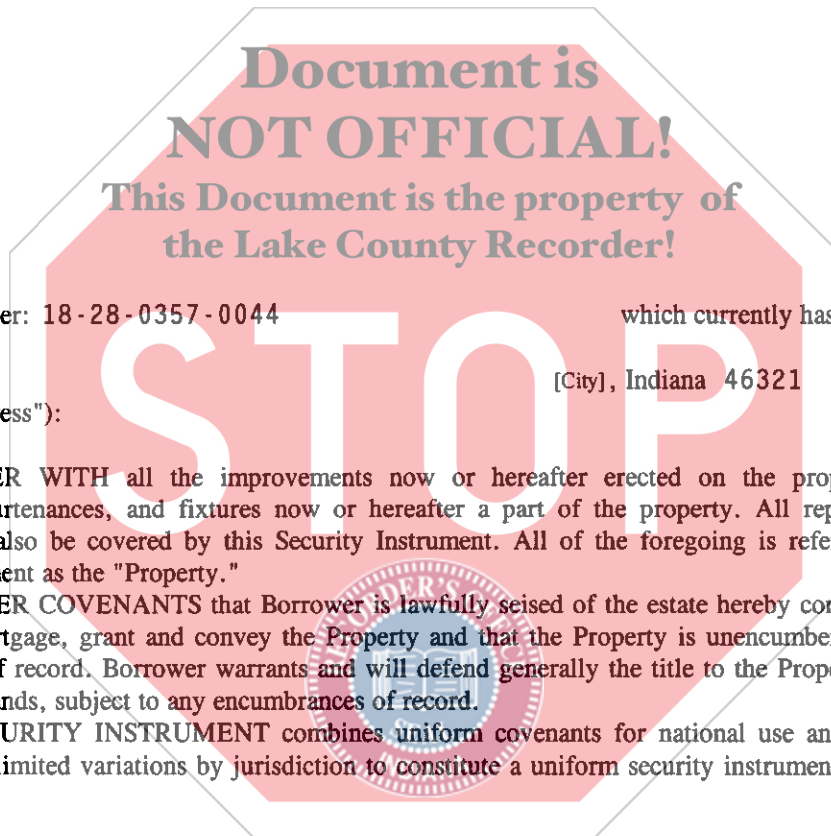 Document is
NOT OFFICIAL!
This Document is the property of
the Lake County Recorder!
er: 18-28-0357-0044 which currently has
[City], Indiana 46321
ess"):
STOP
ER WITH all the improvements now or hereafter erected on the prop
rtenances, and fixtures now or hereafter a part of the property. All rep
also be covered by this Security Instrument. All of the foregoing is refe
ent as the "Property."
ER COVENANTS that Borrower is lawfully seised of the estate hereby con
tgage, grant and convey the Property and that the Property is unencumbe
f record. Borrower warrants and will defend generally the title to the Prope
nds, subject to any encumbrances of record.
URITY INSTRUMENT combines uniform covenants for national use an
imited variations by jurisdiction to constitute a uniform security instrumen